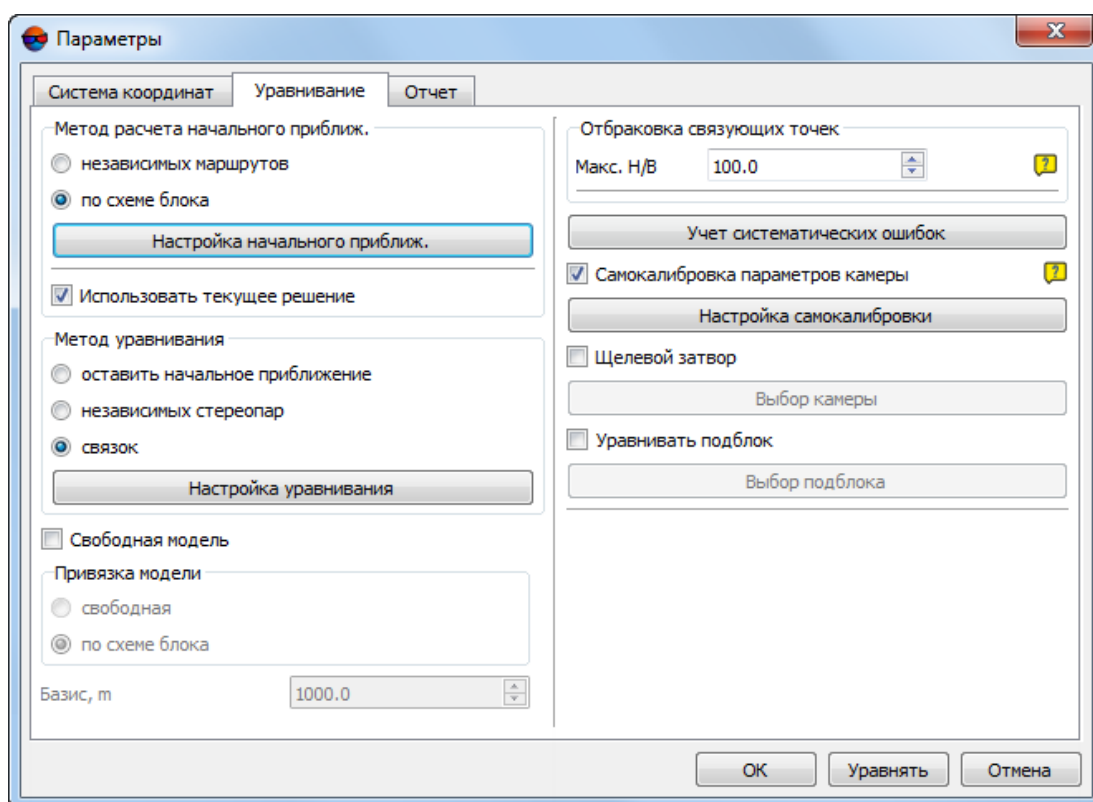 Параметры
Система координат
Уравнивание
Отчет
Метод расчета начального приближ.
независимых маршрутов
по схеме блока
Настройка начального приближ.
Использовать текущее решение
Метод уравнивания
оставить начальное приближение
независимых стереопар
связок
Настройка уравнивания
Свободная модель
Привязка модели
свободная
по схеме блока
Базис, m 1000.0
Отбраковка связующих точек
Макс. Н/В 100.0 ?
Учет систематических ошибок
Самокалибровка параметров камеры ?
Настройка самокалибровки
Щелевой затвор
Выбор камеры
Уравнивать подблок
Выбор подблока
OK Уравнять Отмена